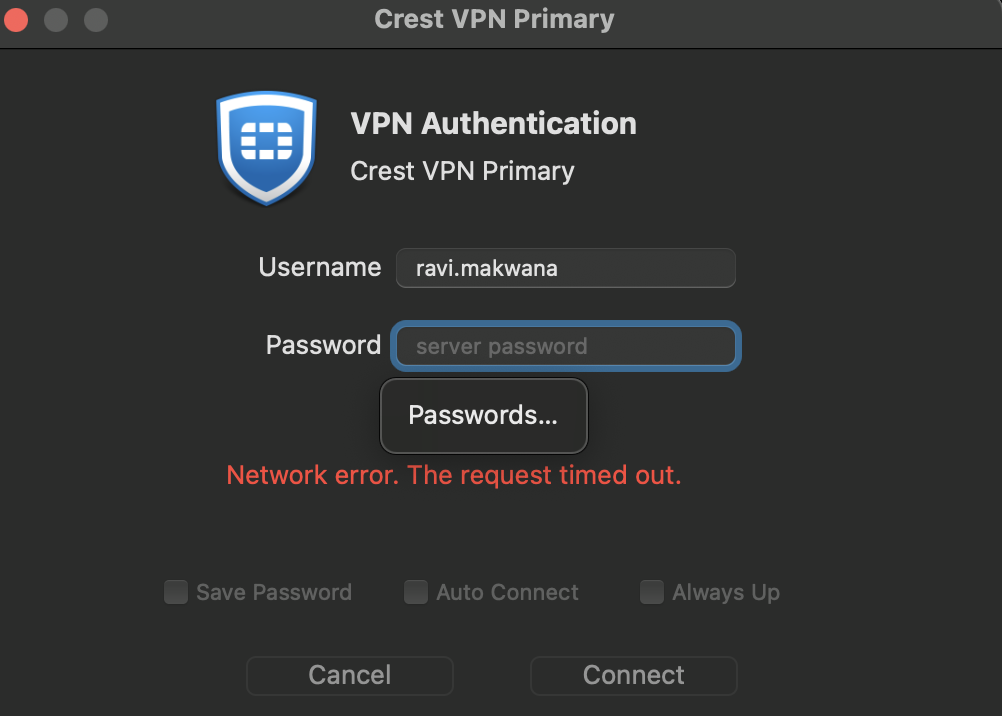 Crest VPN Primary
VPN Authentication
Crest VPN Primary
Username ravi.makwana
Password server password
Passwords...
Network error. The request timed out.
Save Password Auto Connect Always Up
Cancel Connect